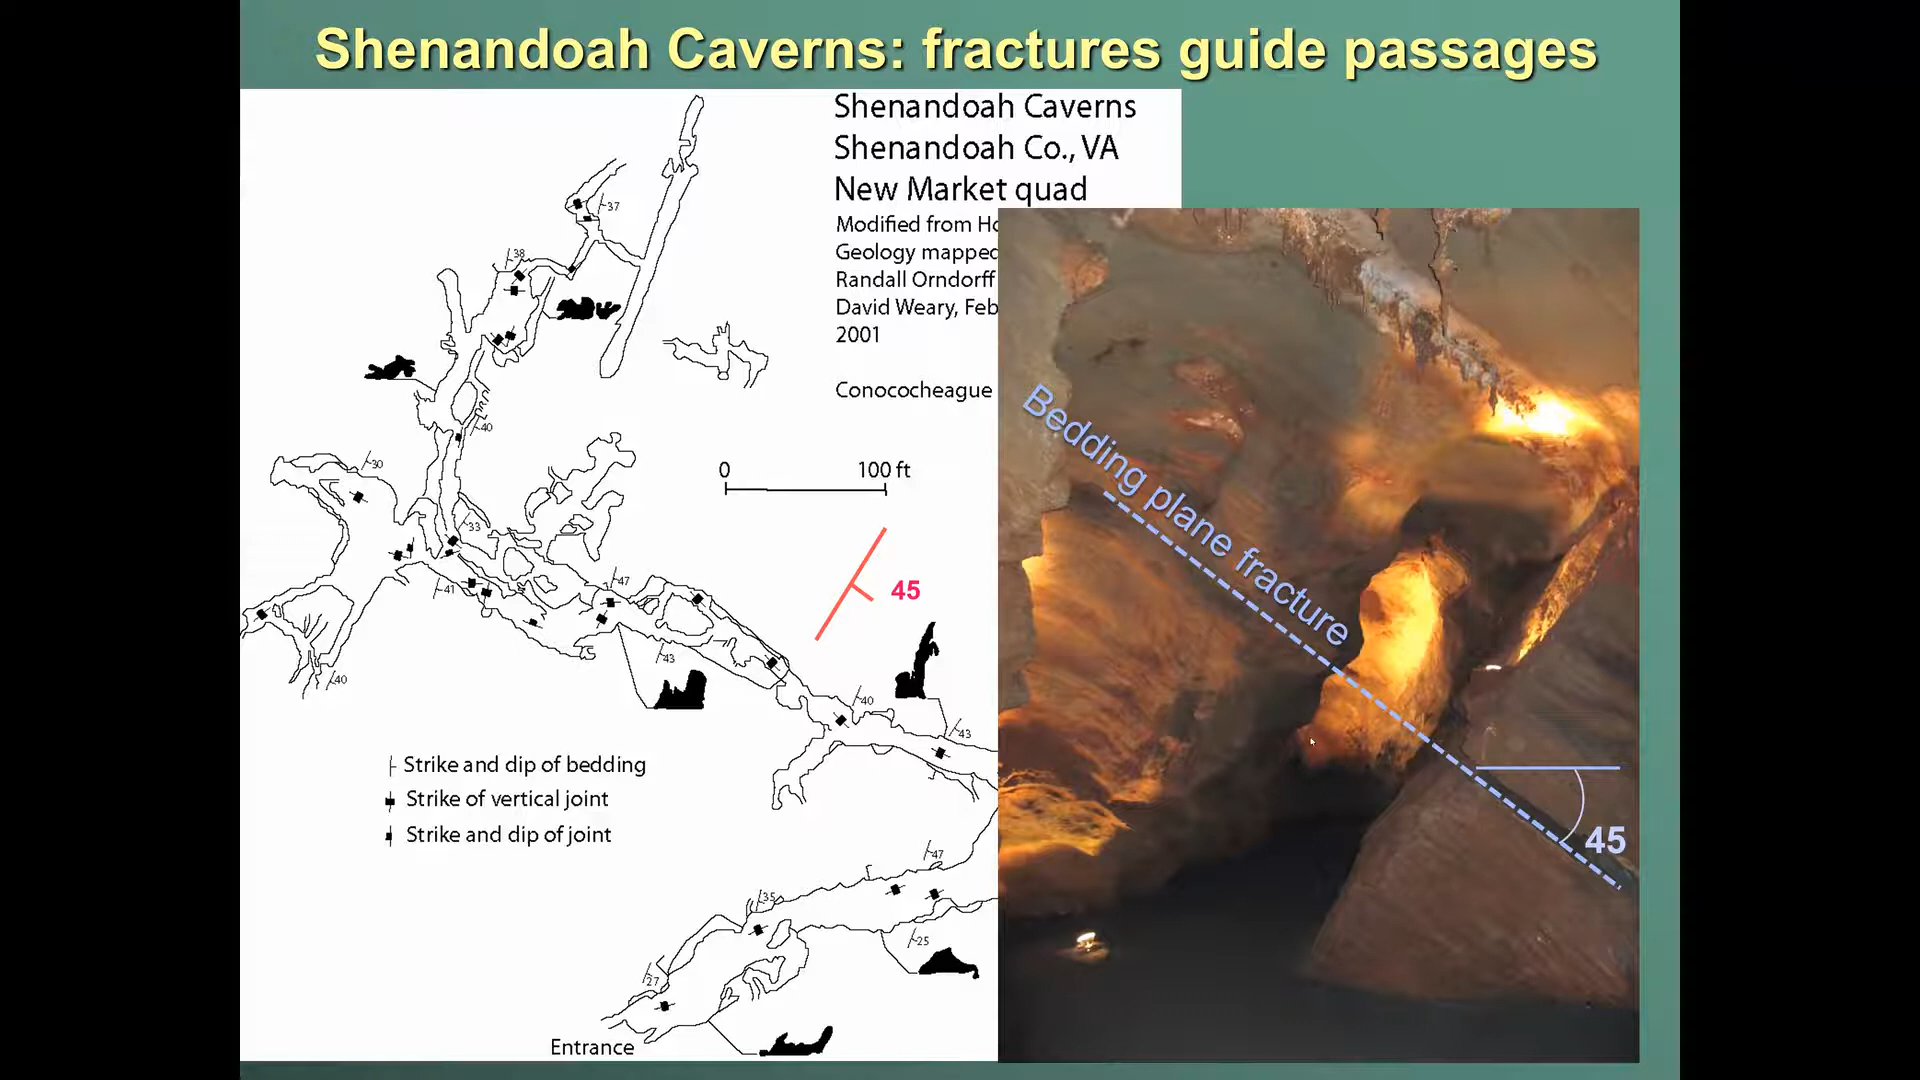 Shenandoah Caverns: fractures guide passages
Shenandoah Caverns
Shenandoah Co., VA
New Market quad
Modified from
Geology mapped
Randall Orndorff
David Weary, Feb
2001
Conococheague
37
38
40
30
33
0 100 ft
45
41
47
43
40
40
43
Strike and dip of bedding
Strike of vertical joint
Strike and dip of joint
47
35
25
27
Entrance
Bedding plane fracture
45